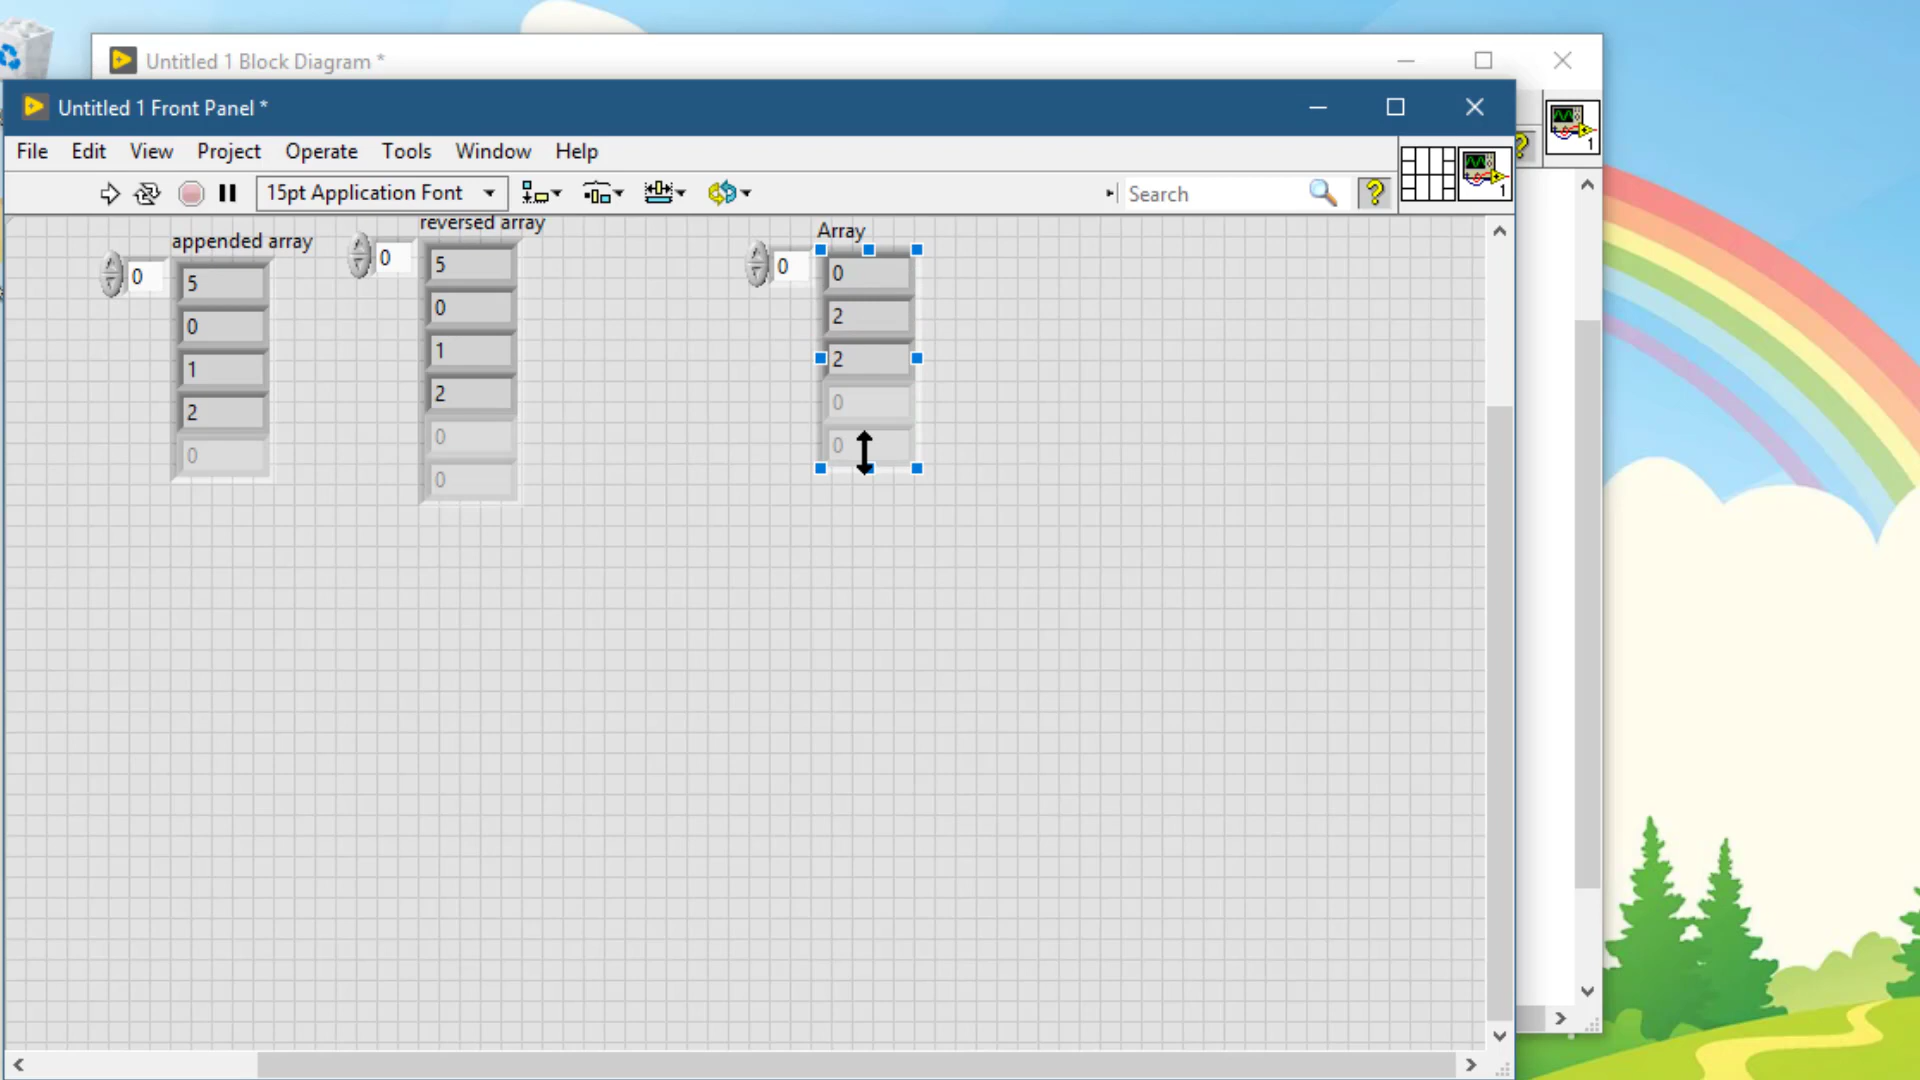 Untitled 1 Block Diagram *
Untitled 1 Front Panel *
File Edit View Project Operate Tools Window Help
15pt Application Font
Search
?
?
1
1
appended array
0
5
0
1
2
0
reversed array
0
5
0
1
2
0
0
Array
0
0
2
2
0
0